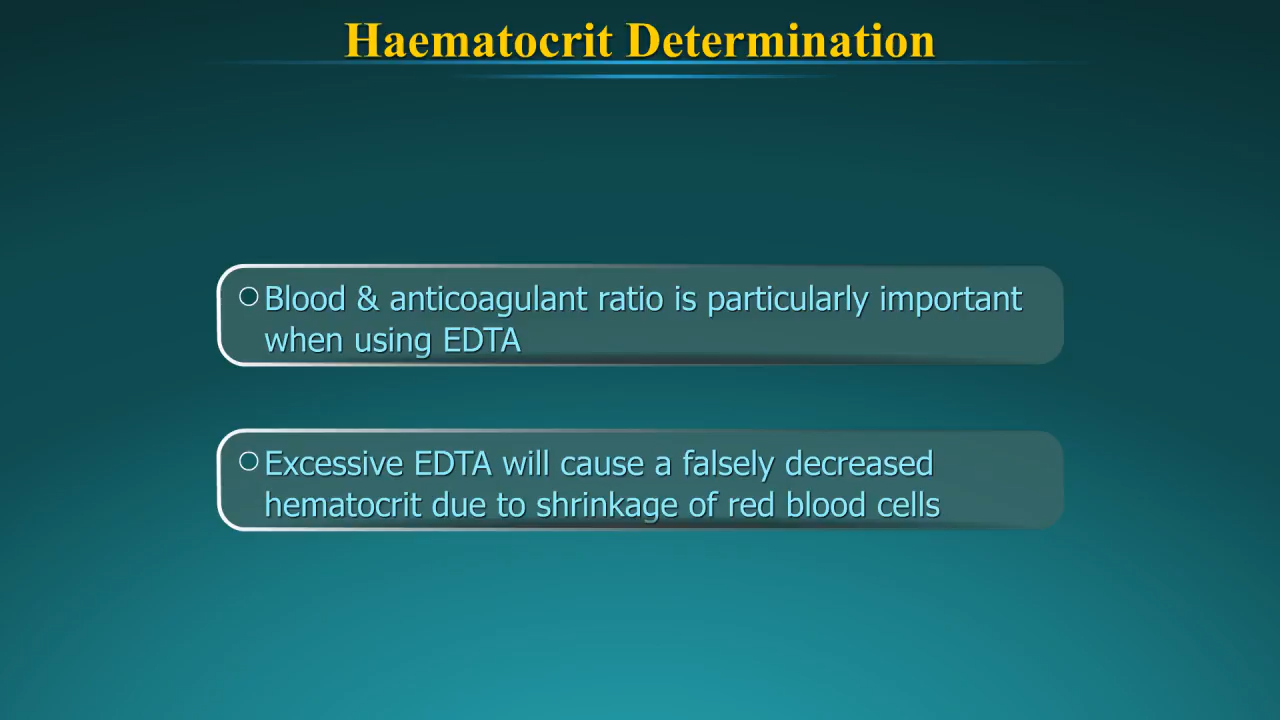 Haematocrit Determination
Blood & anticoagulant ratio is particularly important
when using EDTA
Excessive EDTA will cause a falsely decreased
hematocrit due to shrinkage of red blood cells